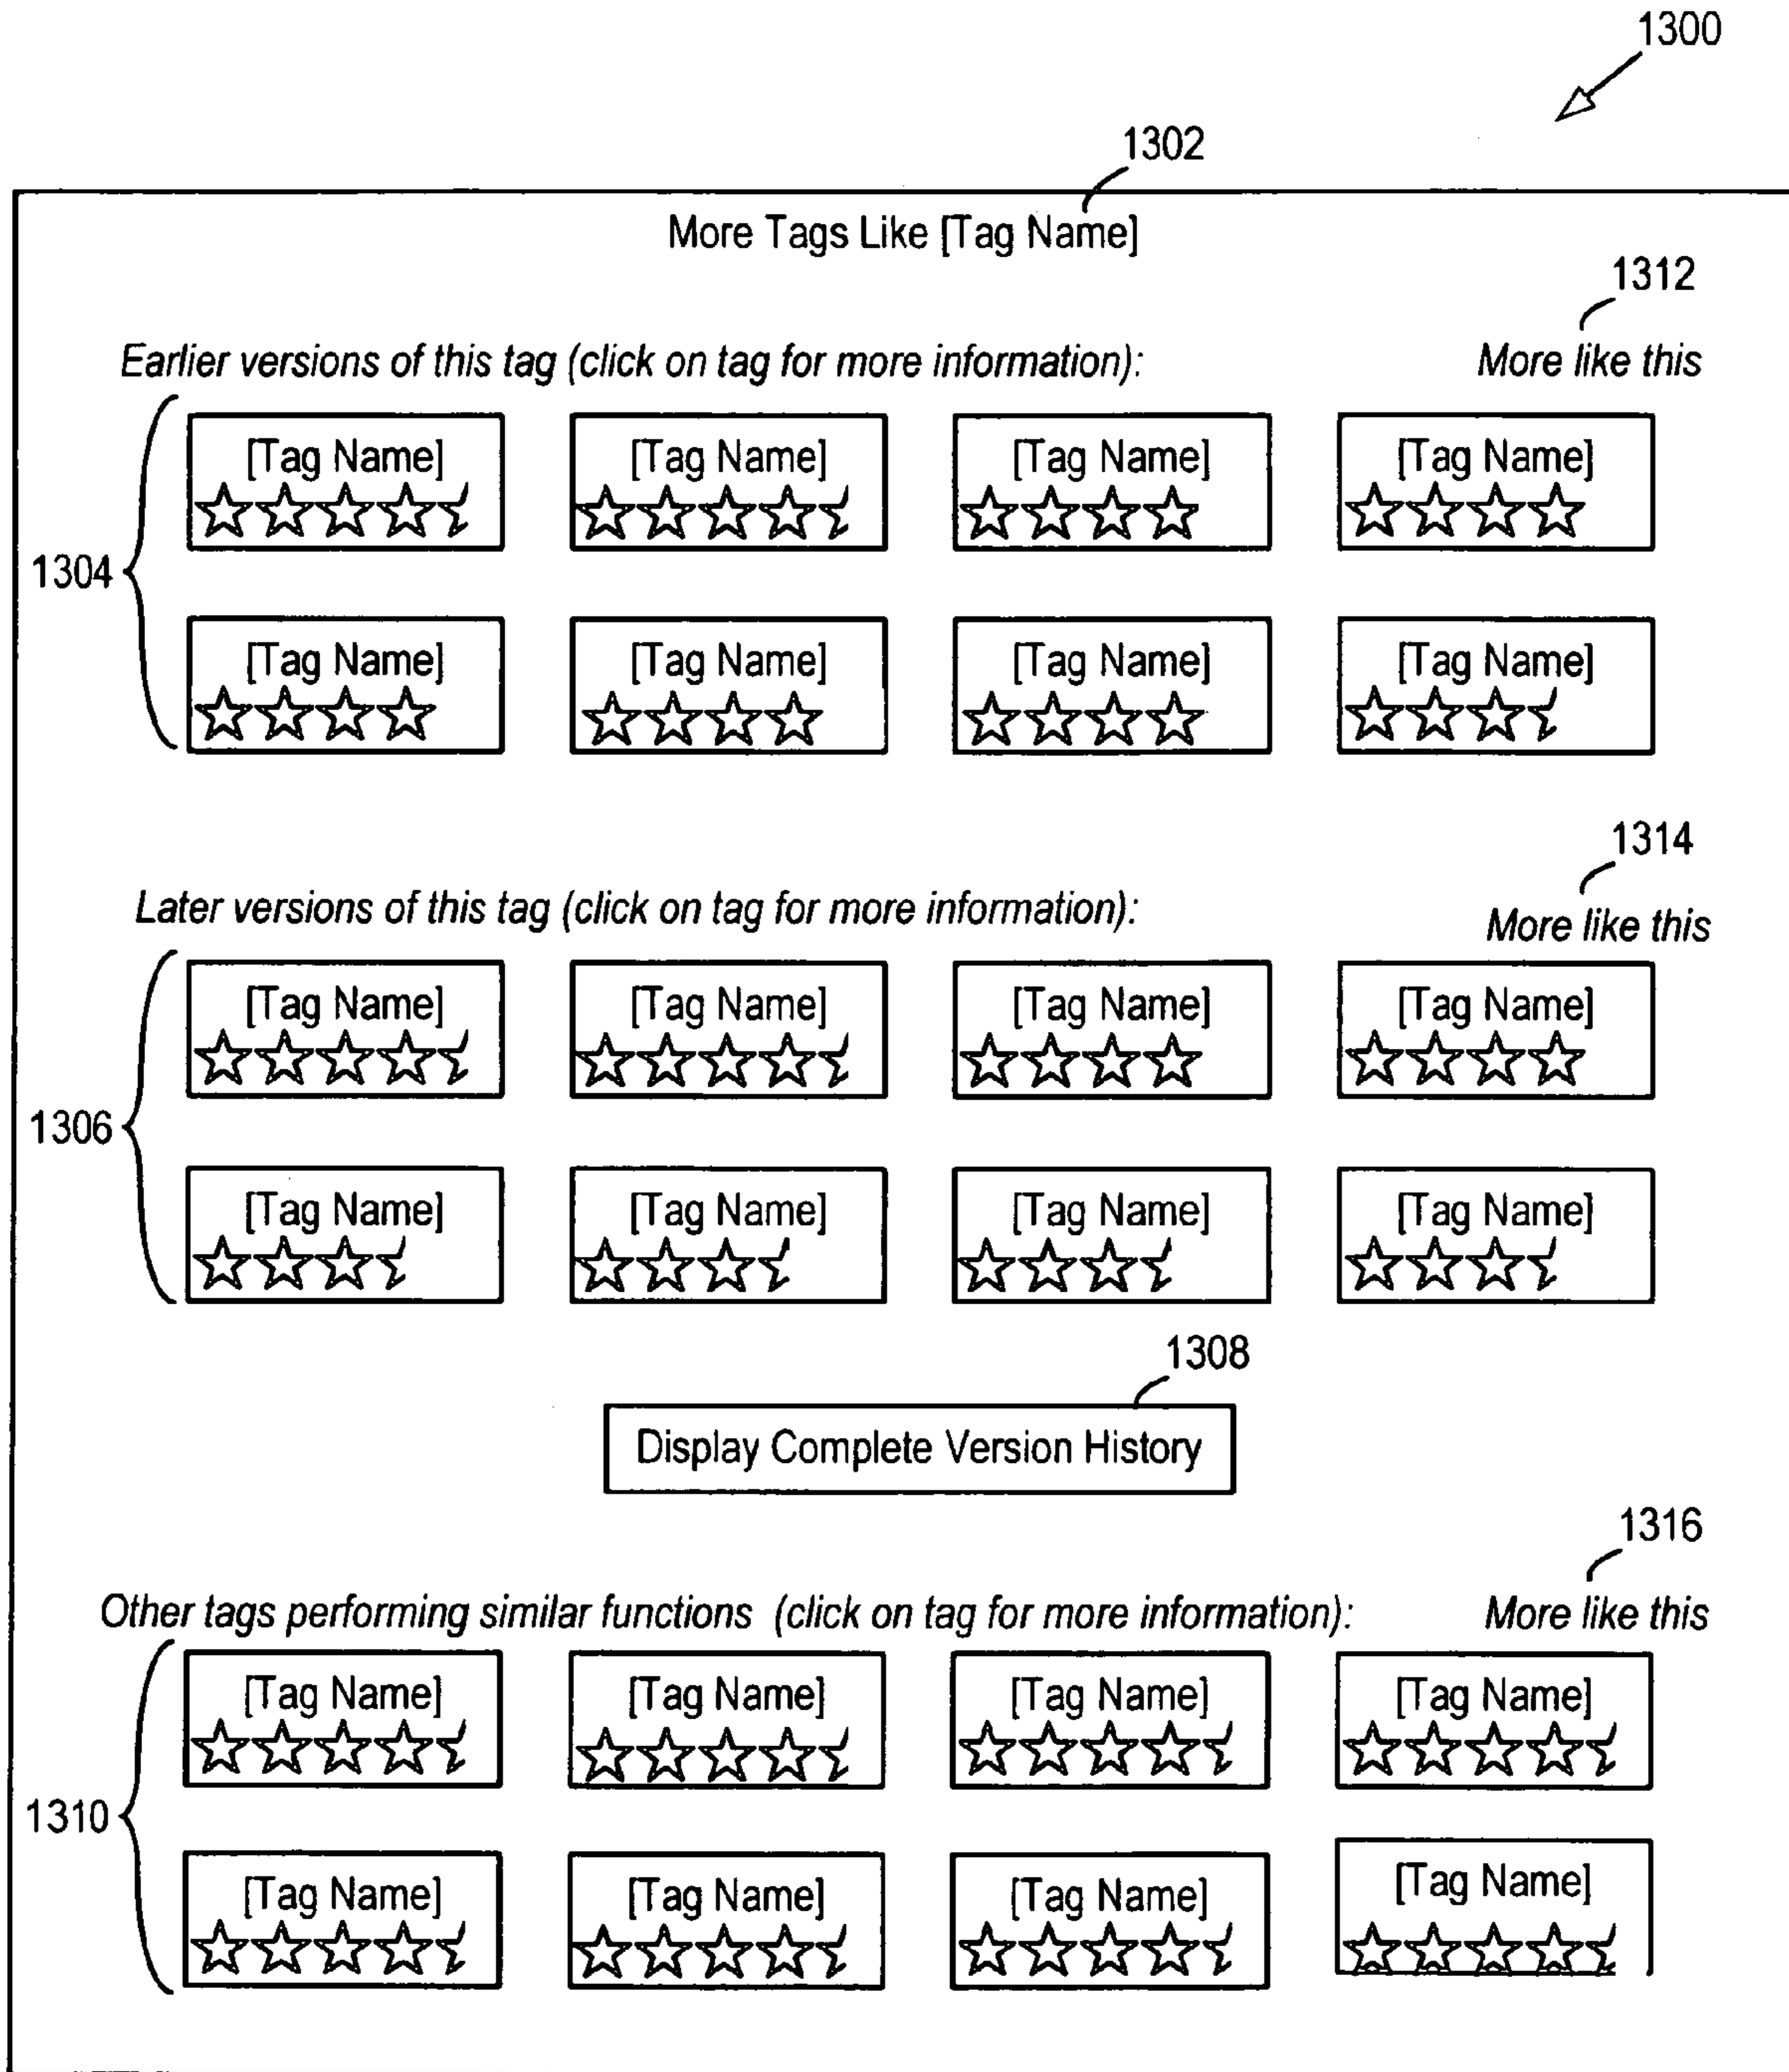 1300
1302
More Tags Like [Tag Name]
1312
Earlier versions of this tag (click on tag for more information): More like this
[Tag Name] [Tag Name] [Tag Name] [Tag Name]
1304
[Tag Name] [Tag Name] [Tag Name] [Tag Name]
1314
Later versions of this tag (click on tag for more information): More like this
[Tag Name] [Tag Name] [Tag Name] [Tag Name]
1306
[Tag Name] [Tag Name] [Tag Name] [Tag Name]
1308
Display Complete Version History
1316
Other tags performing similar functions (click on tag for more information): More like this
[Tag Name] [Tag Name] [Tag Name] [Tag Name]
1310
[Tag Name] [Tag Name] [Tag Name] [Tag Name]